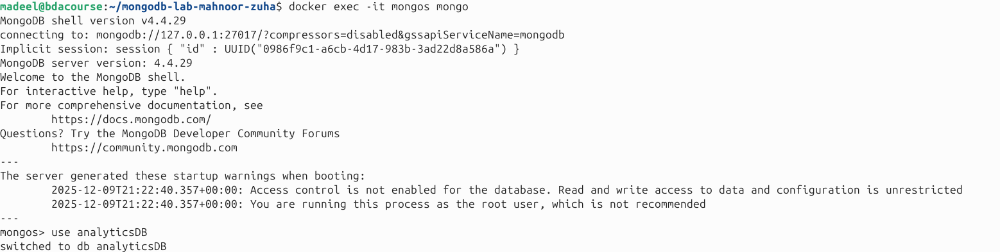 madeel@bdacourse:~/mongodb-lab-mahnoor-zuha$ docker exec -it mongos mongo
MongoDB shell version v4.4.29
connecting to: mongodb://127.0.0.1:27017/?compressors=disabled&gssapiServiceName=mongodb
Implicit session: session { "id" : UUID("0986f9c1-a6cb-4d17-983b-3ad22d8a586a") }
MongoDB server version: 4.4.29
Welcome to the MongoDB shell.
For interactive help, type "help".
For more comprehensive documentation, see
        https://docs.mongodb.com/
Questions? Try the MongoDB Developer Community Forums
        https://community.mongodb.com
---
The server generated these startup warnings when booting:
        2025-12-09T21:22:40.357+00:00: Access control is not enabled for the database. Read and write access to data and configuration is unrestricted
        2025-12-09T21:22:40.357+00:00: You are running this process as the root user, which is not recommended
---
mongos> use analyticsDB
switched to db analyticsDB